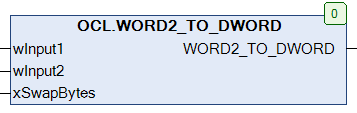 0
OCL.WORD2_TO_DWORD
wInput1 WORD2_TO_DWORD
wInput2
xSwapBytes